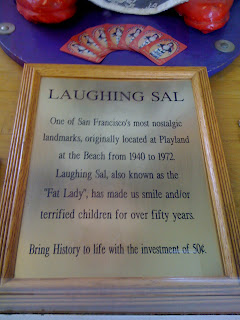 LAUGHING SAL
One of San Francisco's most nostalgic
landmarks, originally located at Playland
at the Beach from 1940 to 1972.
Laughing Sal, also known as the
"Fat Lady", has made us smile and/or
terrified children for over fifty years.
Bring History to life with the investment of 50¢.